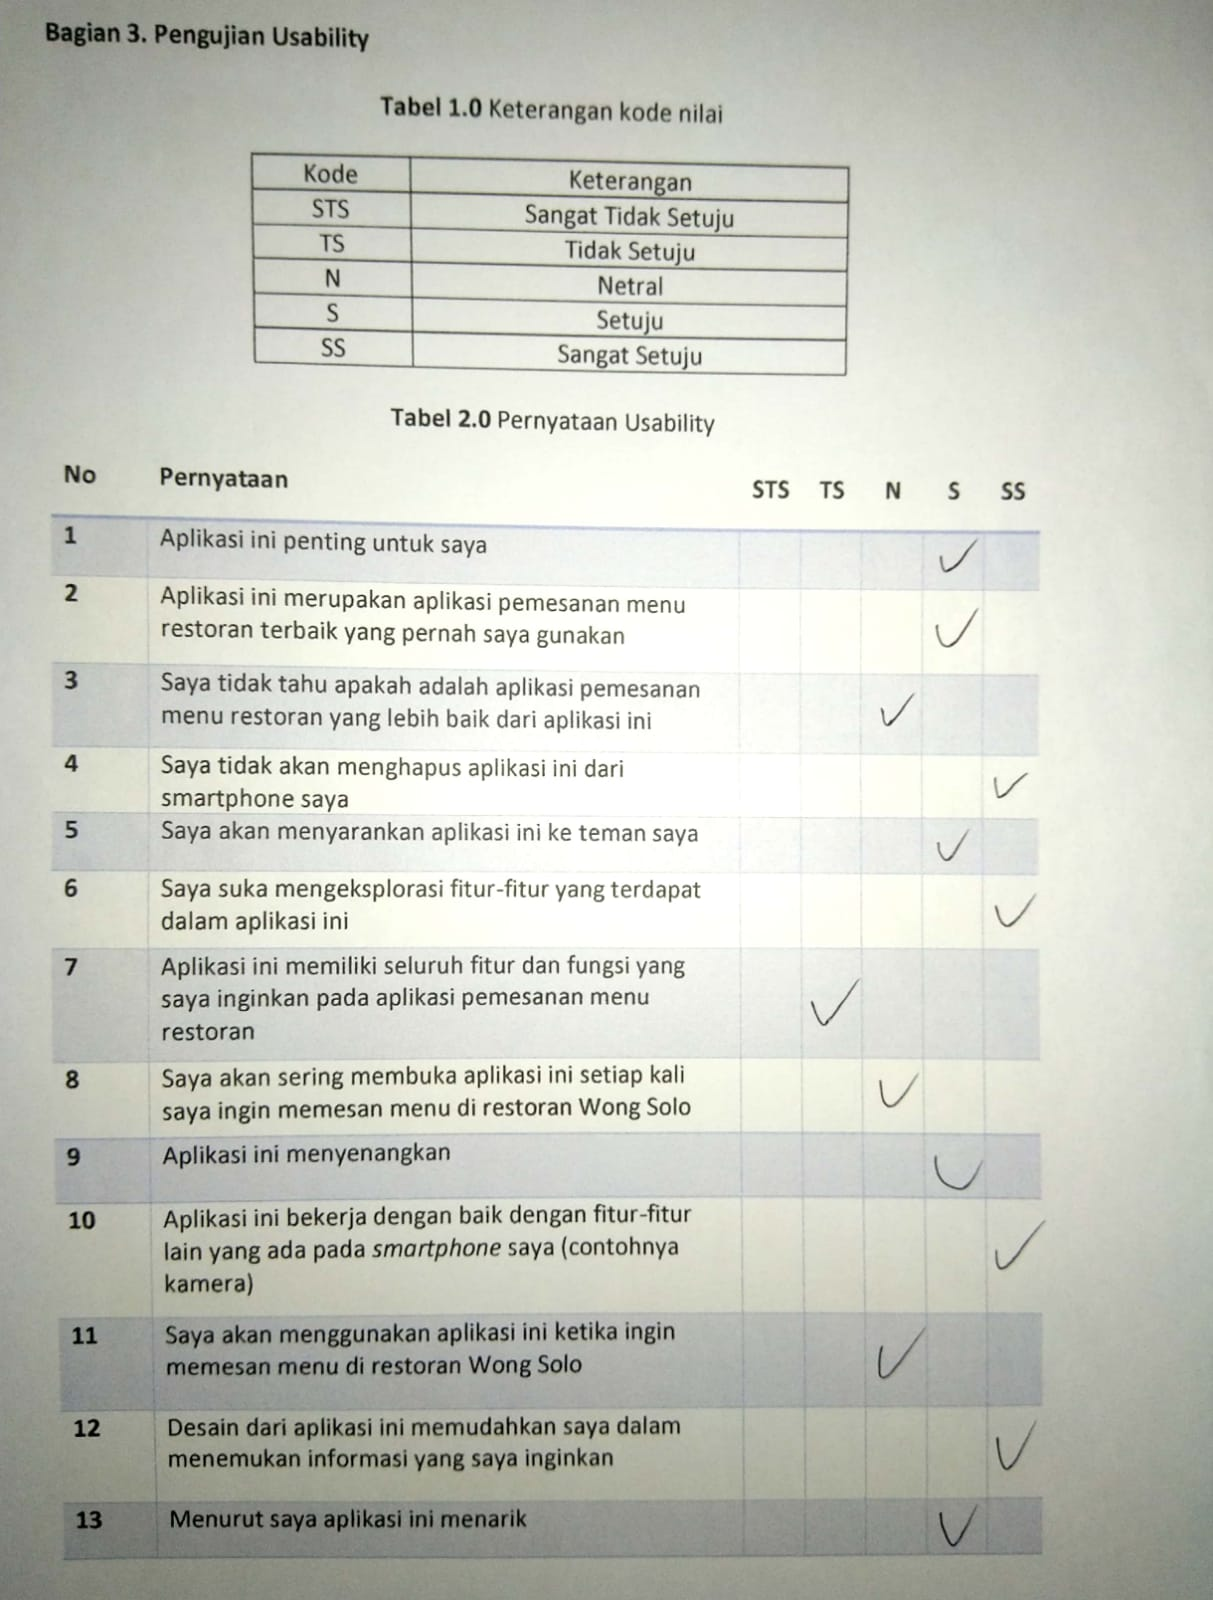 Bagian 3. Pengujian Usability
Tabel 1.0 Keterangan kode nilai
Kode Keterangan
STS Sangat Tidak Setuju
TS Tidak Setuju
N Netral
S Setuju
SS Sangat Setuju
Tabel 2.0 Pernyataan Usability
No Pernyataan STS TS N S SS
1 Aplikasi ini penting untuk saya
2 Aplikasi ini merupakan aplikasi pemesanan menu
restoran terbaik yang pernah saya gunakan
3 Saya tidak tahu apakah adalah aplikasi pemesanan
menu restoran yang lebih baik dari aplikasi ini
4 Saya tidak akan menghapus aplikasi ini dari
smartphone saya
5 Saya akan menyarankan aplikasi ini ke teman saya
6 Saya suka mengeksplorasi fitur-fitur yang terdapat
dalam aplikasi ini
7 Aplikasi ini memiliki seluruh fitur dan fungsi yang
saya inginkan pada aplikasi pemesanan menu
restoran
8 Saya akan sering membuka aplikasi ini setiap kali
saya ingin memesan menu di restoran Wong Solo
9 Aplikasi ini menyenangkan
10 Aplikasi ini bekerja dengan baik dengan fitur-fitur
lain yang ada pada smartphone saya (contohnya
kamera)
11 Saya akan menggunakan aplikasi ini ketika ingin
memesan menu di restoran Wong Solo
12 Desain dari aplikasi ini memudahkan saya dalam
menemukan informasi yang saya inginkan
13 Menurut saya aplikasi ini menarik